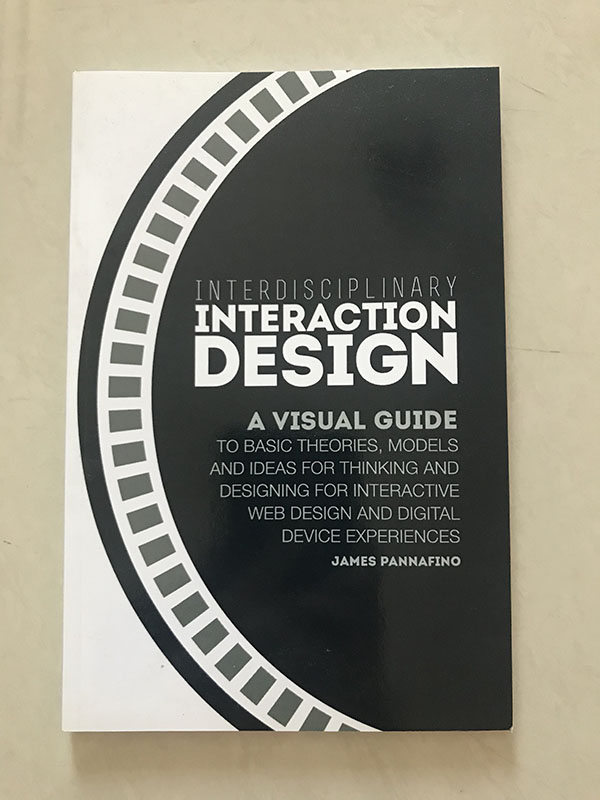 INTERDISCIPLINARY
INTERACTION
DESIGN
A VISUAL GUIDE
TO BASIC THEORIES, MODELS
AND IDEAS FOR THINKING AND
DESIGNING FOR INTERACTIVE
WEB DESIGN AND DIGITAL
DEVICE EXPERIENCES
JAMES PANNAFINO